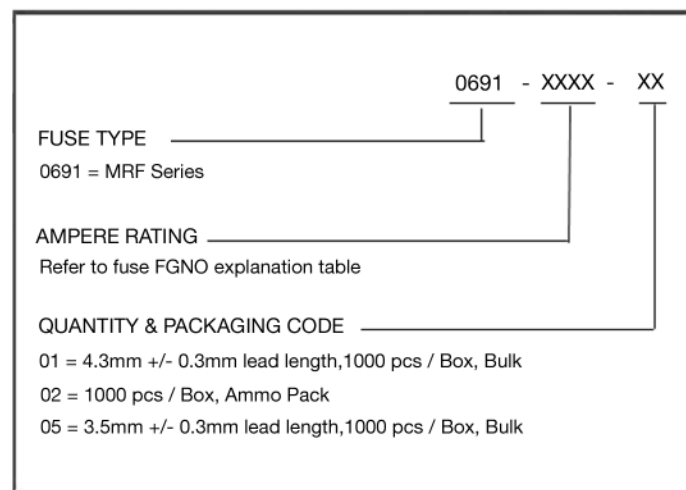 0691 - XXXX - XX
FUSE TYPE
0691 = MRF Series
AMPERE RATING
Refer to fuse FGNO explanation table
QUANTITY & PACKAGING CODE
01 = 4.3mm +/- 0.3mm lead length,1000 pcs / Box, Bulk
02 = 1000 pcs / Box, Ammo Pack
05 = 3.5mm +/- 0.3mm lead length,1000 pcs / Box, Bulk